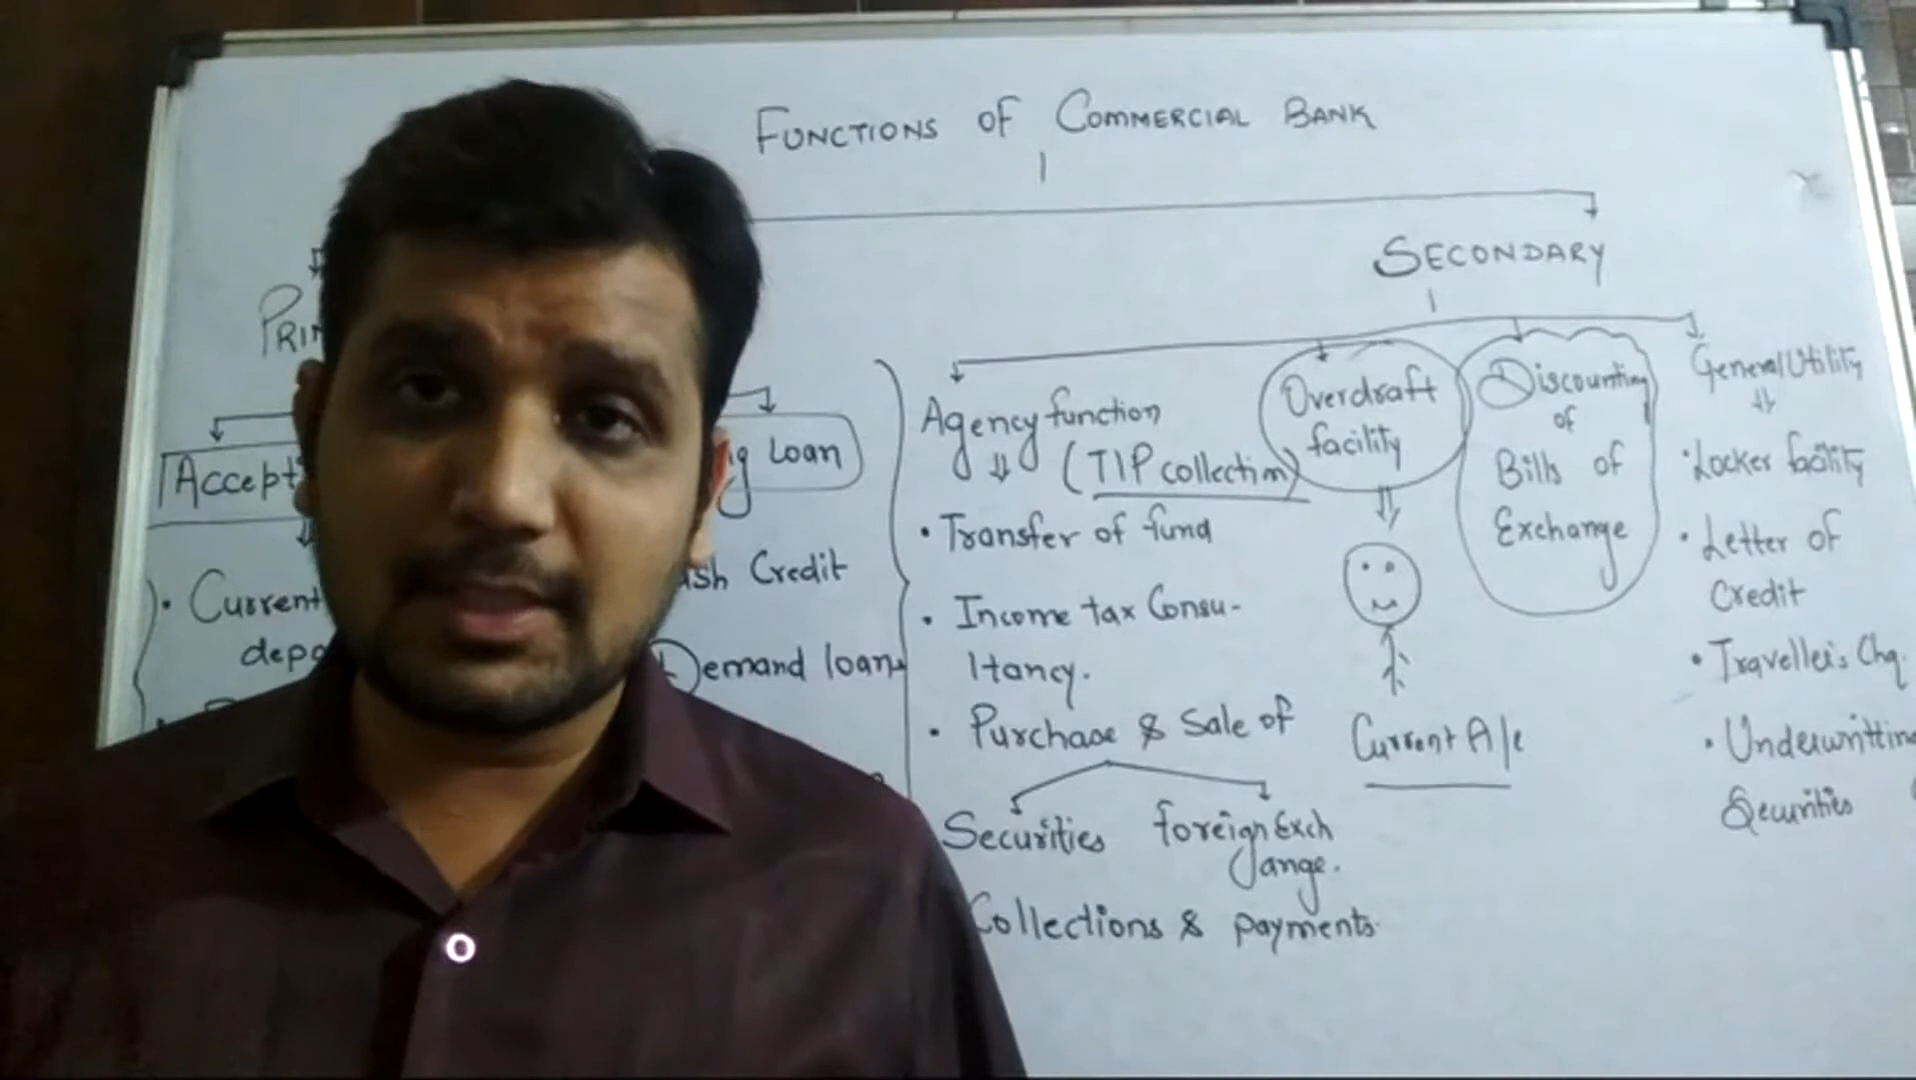 FUNCTIONS OF COMMERCIAL BANK
SECONDARY
Accept
g Loan
Current
Cash Credit
Demand loan
Agency function
(TIP collection)
• Transfer of fund
• Income tax Consu-
ltancy.
• Purchase & Sale of
Securities foreign Exch
ange.
Collections & payments.
Overdraft
facility
Current A/c
Discounting
of
Bills of
Exchange
General Utility
• Locker facility
• Letter of
Credit
• Traveller's Chq.
• Underwritting
Securities